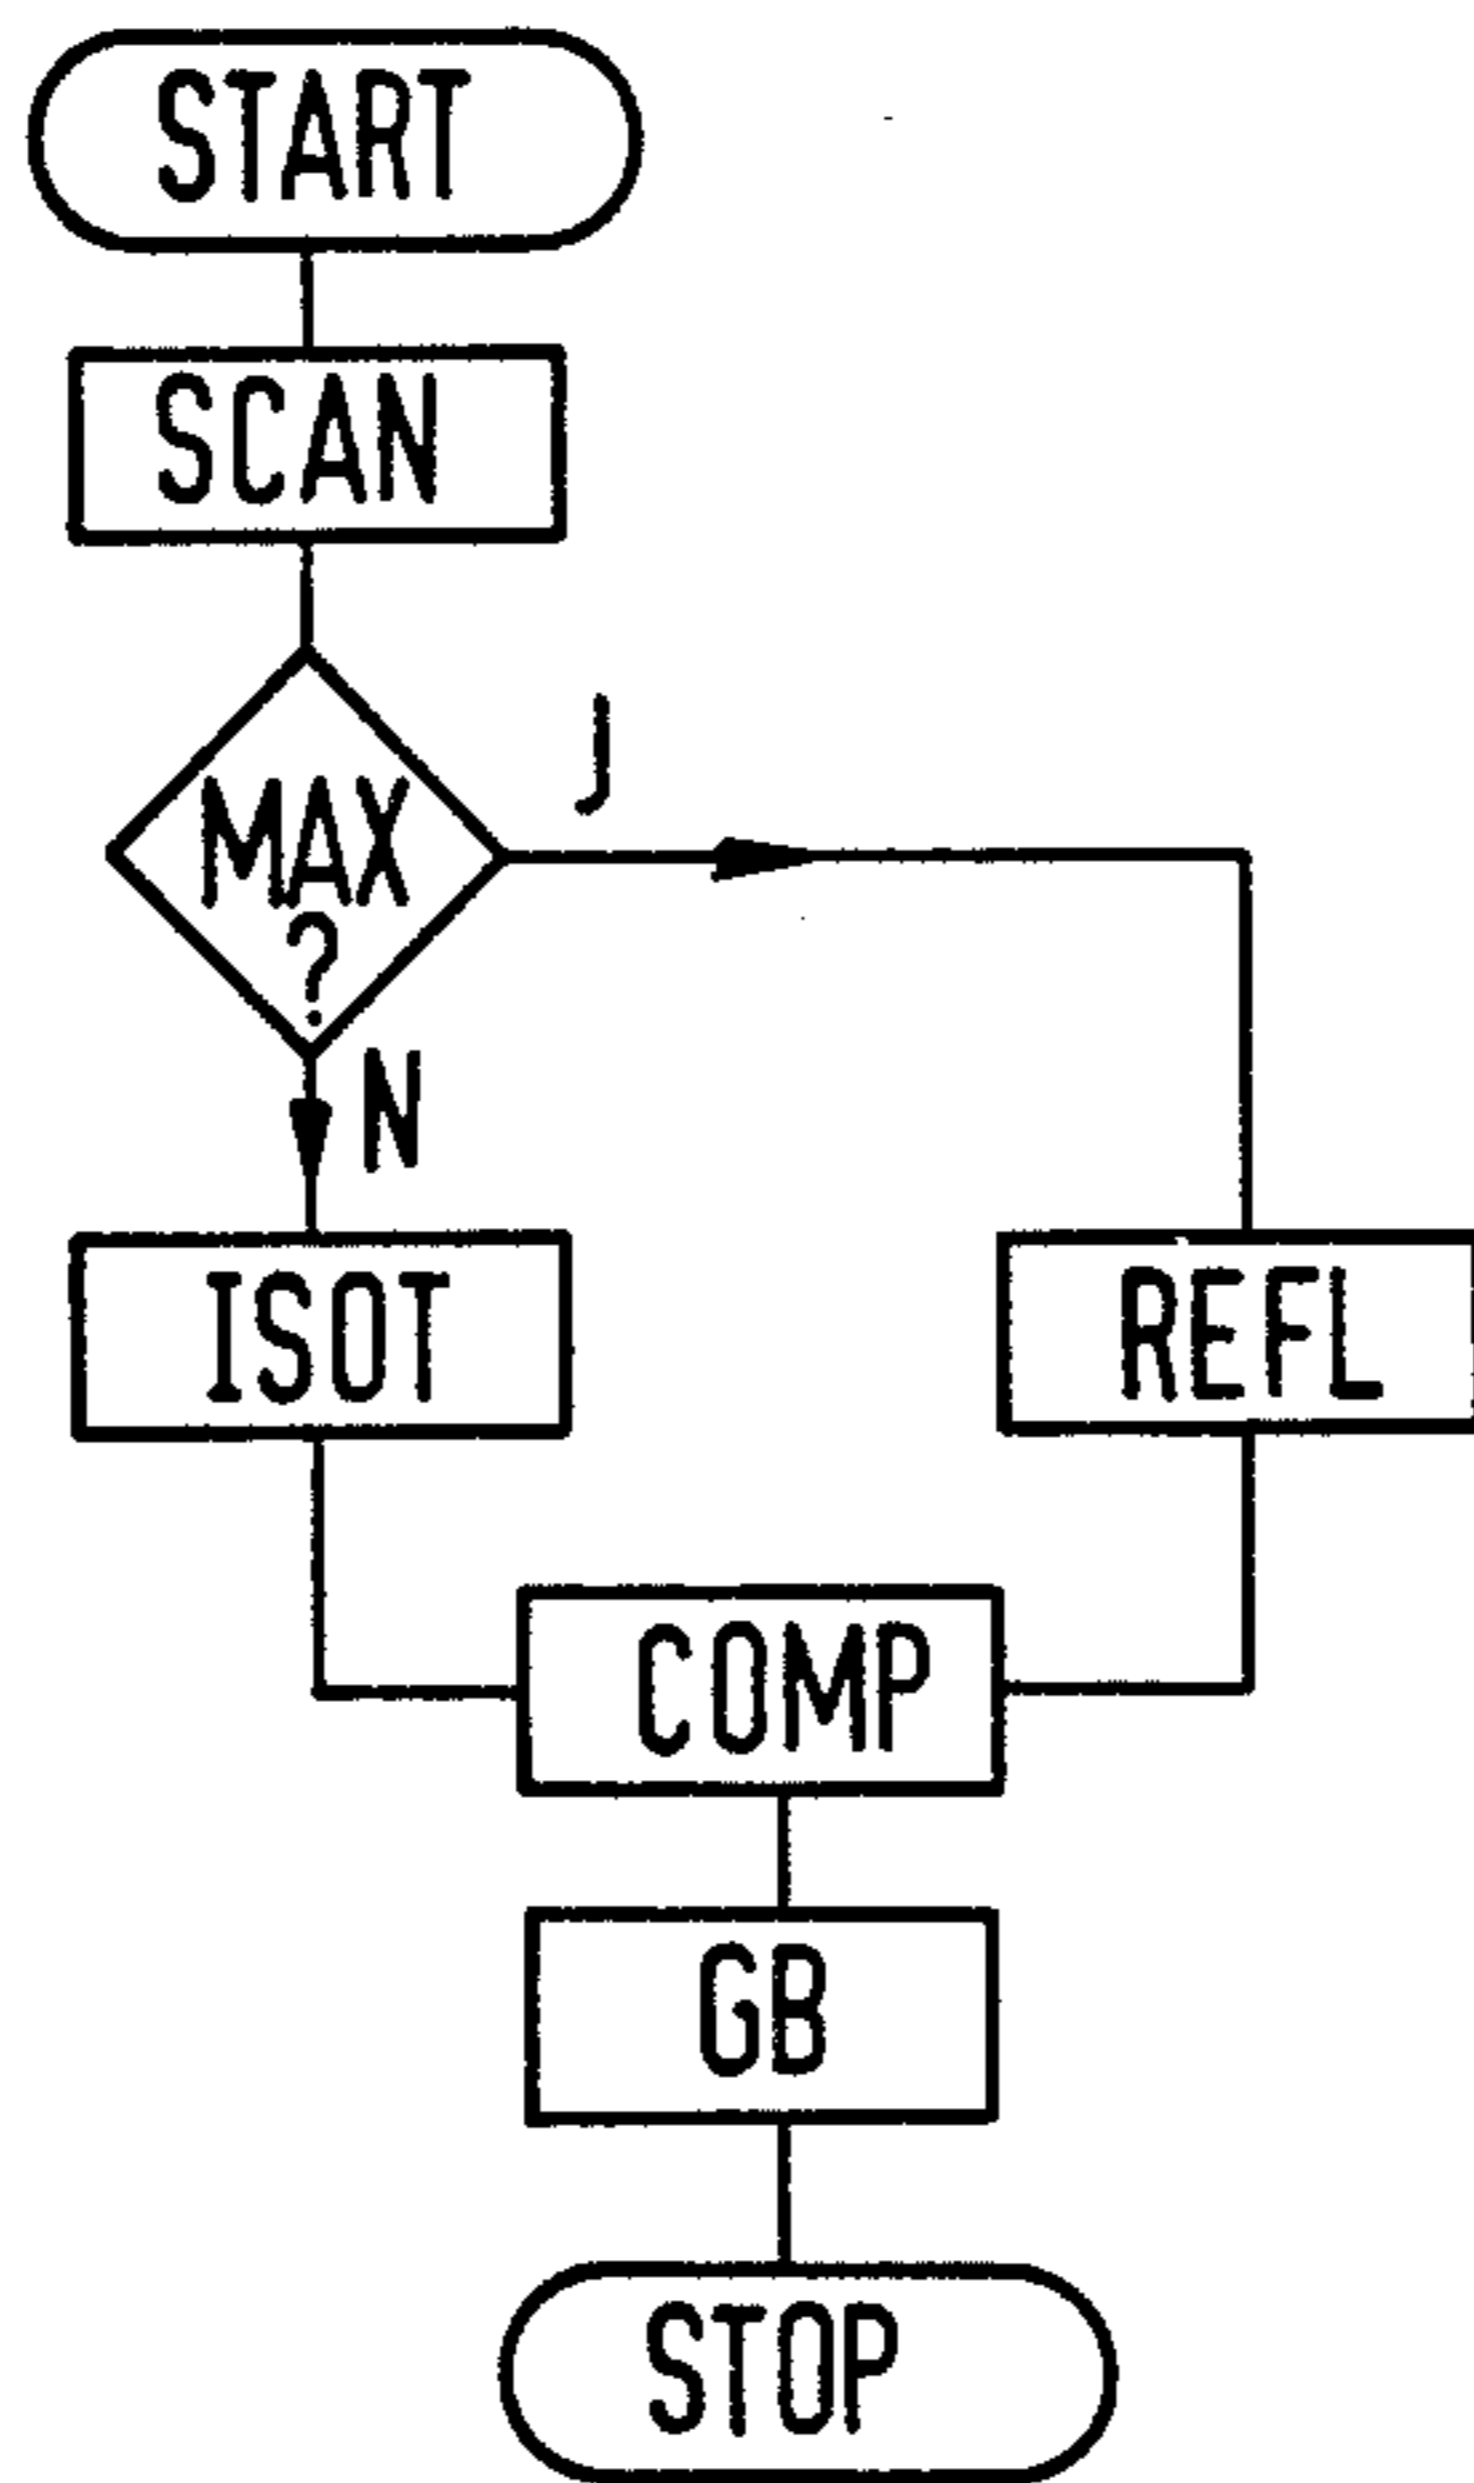 START
SCAN
J
MAX
?
N
ISOT
REFL
COMP
GB
STOP